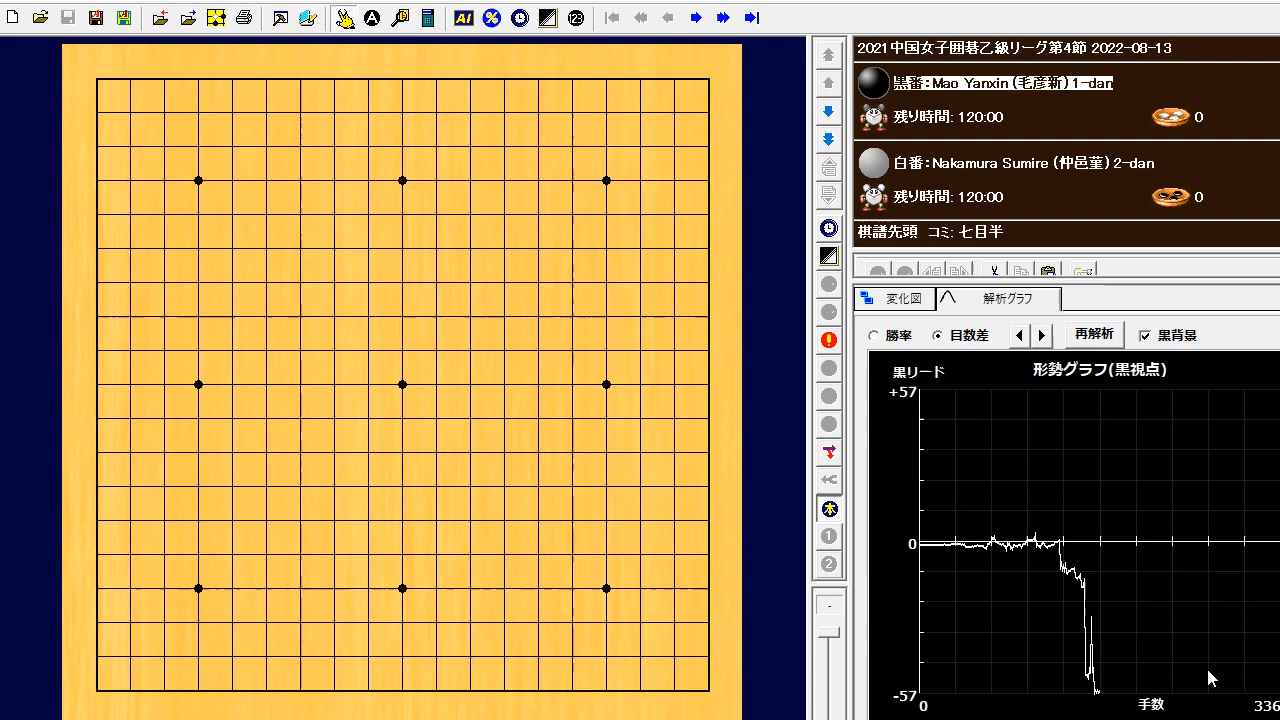 A
AI
%
123
2021中国女子囲碁乙級リーグ第4節 2022-08-13
黒番:Mao Yanxin(毛彦新)1-dan
残り時間: 120:00
0
白番:Nakamura Sumire (仲邑菫) 2-dan
残り時間: 120:00
0
棋譜先頭 コミ: 七目半
変化図
解析グラフ
勝率
目数差
再解析
黒背景
黒リード
形勢グラフ(黒視点)
+57
0
-57
0
手数
336
本
1
2
-